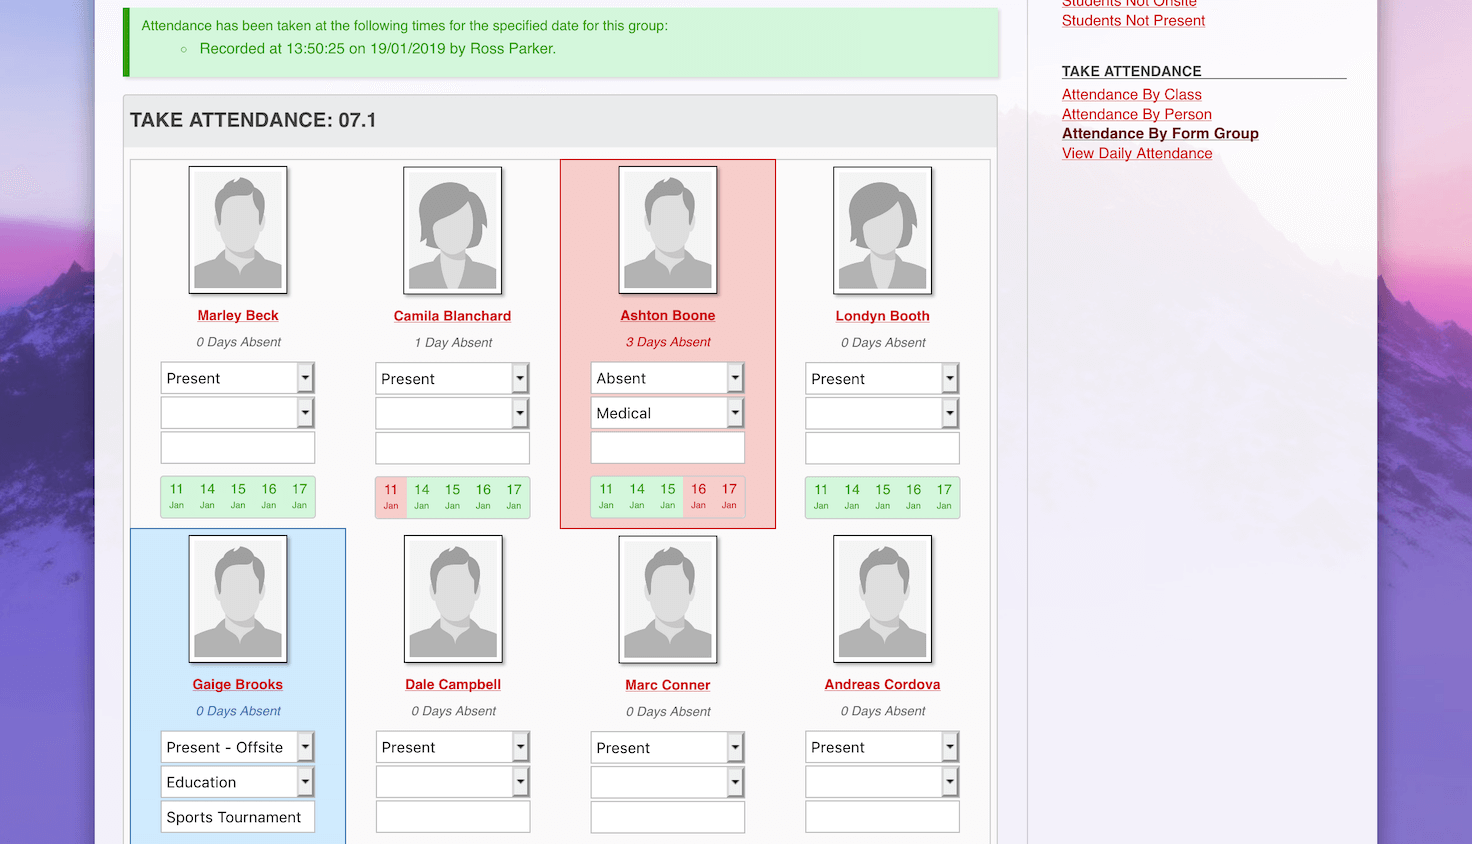 Attendance has been taken at the following times for the specified date for this group:
Recorded at 13:50:25 on 19/01/2019 by Ross Parker.
TAKE ATTENDANCE: 07.1
Marley Beck
0 Days Absent
Present
11 14 15 16 17
Jan Jan Jan Jan Jan
Camila Blanchard
1 Day Absent
Present
11 14 15 16 17
Jan Jan Jan Jan Jan
Ashton Boone
3 Days Absent
Absent
Medical
11 14 15 16 17
Jan Jan Jan Jan Jan
Londyn Booth
0 Days Absent
Present
11 14 15 16 17
Jan Jan Jan Jan Jan
Gaige Brooks
0 Days Absent
Present - Offsite
Education
Sports Tournament
Dale Campbell
0 Days Absent
Present
Marc Conner
0 Days Absent
Present
Andreas Cordova
0 Days Absent
Present
Students Not Onsite
Students Not Present
TAKE ATTENDANCE
Attendance By Class
Attendance By Person
Attendance By Form Group
View Daily Attendance